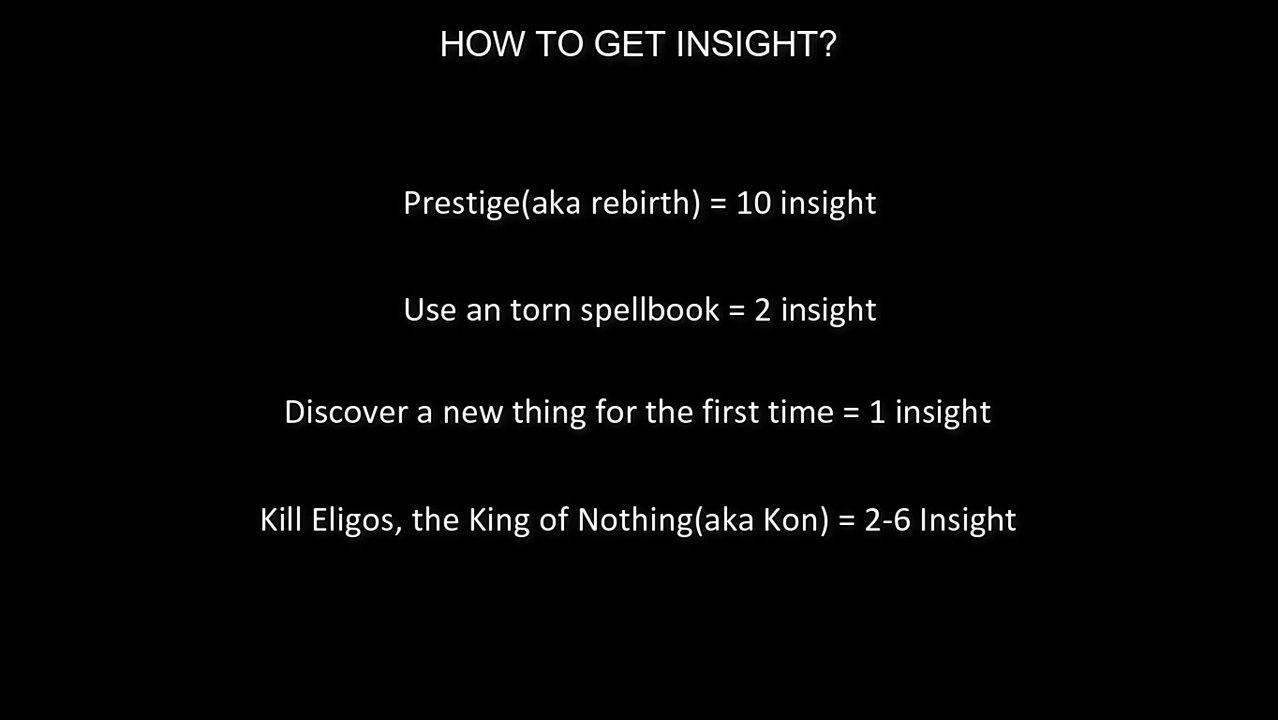 HOW TO GET INSIGHT?
Prestige(aka rebirth) = 10 insight
Use an torn spellbook = 2 insight
Discover a new thing for the first time = 1 insight
Kill Eligos, the King of Nothing(aka Kon) = 2-6 Insight